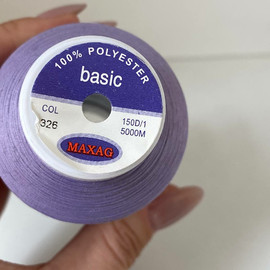 100% POLYESTER
basic
COL
326
150D/1
5000M
MAXAG